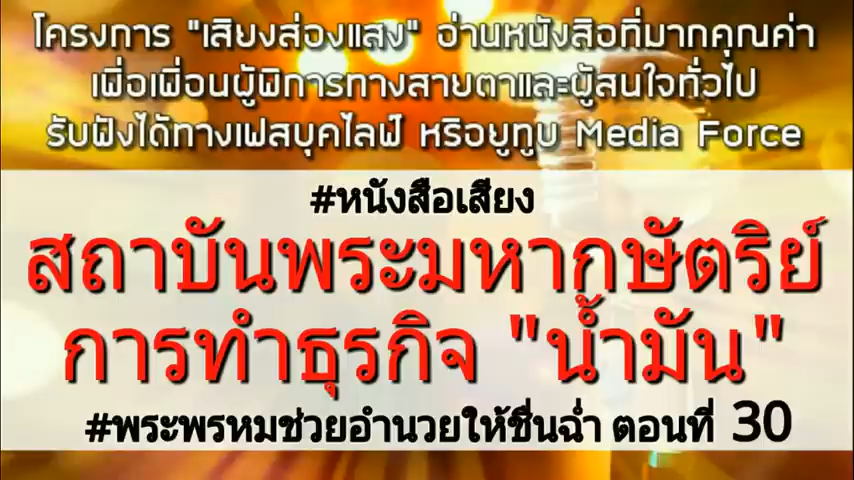 โครงการ "เสียงส่องแสง" อ่านหนังสือที่มากคุณค่า
เพื่อเพื่อนผู้พิการทางสายตาและผู้สนใจทั่วไป
รับฟังได้ทางเฟสบุคไลฟ์ หรือยูทูบ Media Force
#หนังสือเสียง
สถาบันพระมหากษัตริย์
การทำธุรกิจ "น้ำมัน"
#พระพรหมช่วยอำนวยให้ชื่นฉ่ำ ตอนที่ 30